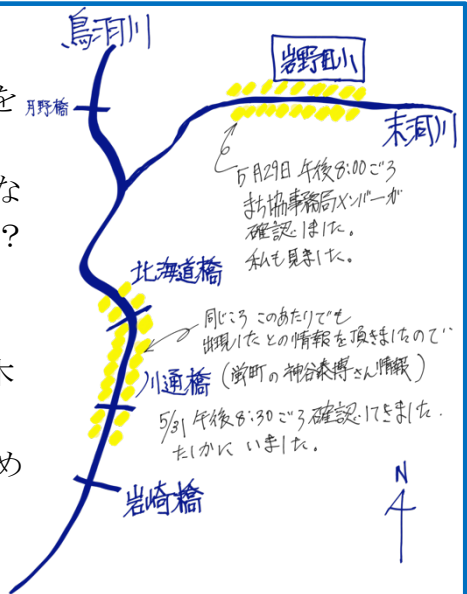 鳥羽川
岩野田小
を
月野橋
末洞川
な
5月29日 午後8:00ごろ
まち協事務局メンバーが
確認しました。
私も見ました。
？
北海道橋
同じころ このあたりでも
出現したとの情報を頂きましたので
川通橋
(蛍町の神谷泰博さん情報)
木
5/31 午後8:30ごろ確認してきました.
たしかに いました。
め
岩崎橋
N